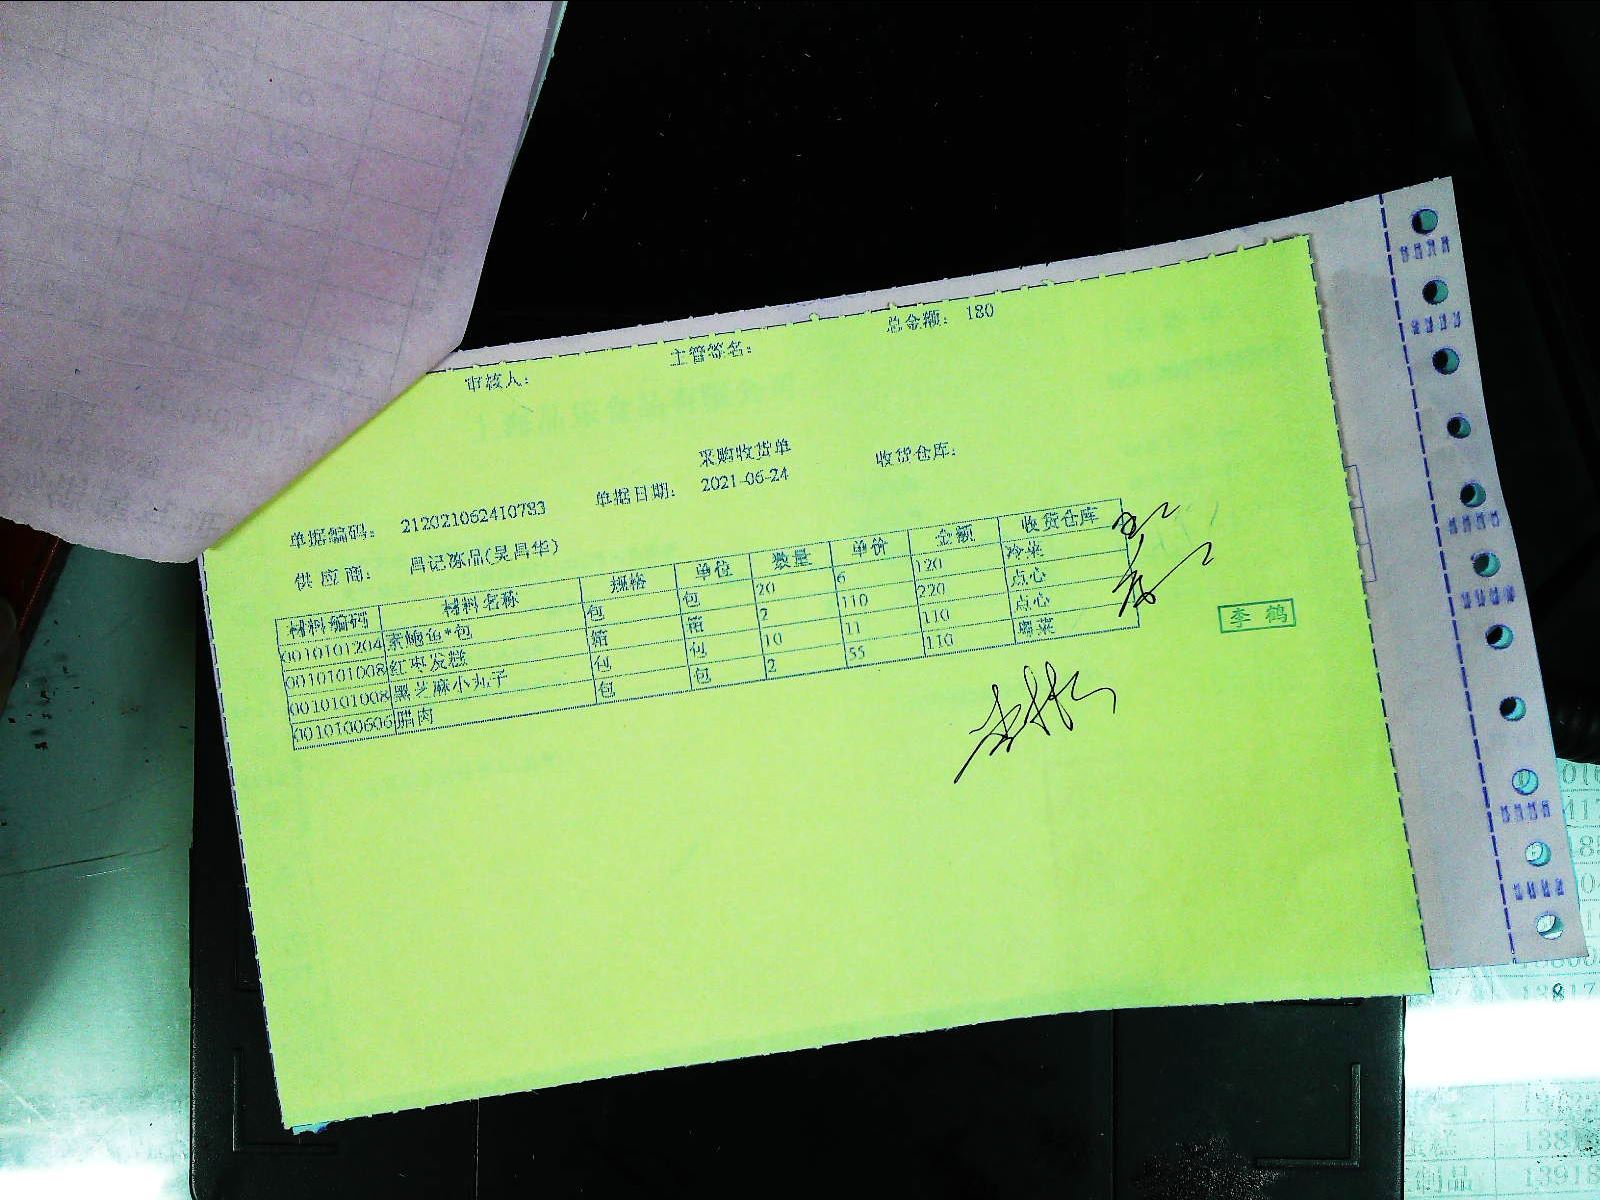 审核人： 主管签名： 总金额： 180
采购收货单
单据编码： 212021062410783 单据日期： 2021-06-24 收货仓库：
供应商： 昌记冻品(吴昌华)
材料编码 材料名称 规格 单位 数量 单价 金额 收货仓库
0010101204 素鲍鱼*包 包 包 20 6 120 冷菜
0010101008 红枣发糕 箱 箱 2 110 220 点心
0010101008 黑芝麻小丸子 包 包 10 11 110 点心
0010100606 腊肉 包 包 2 55 110 粤菜
李鹤